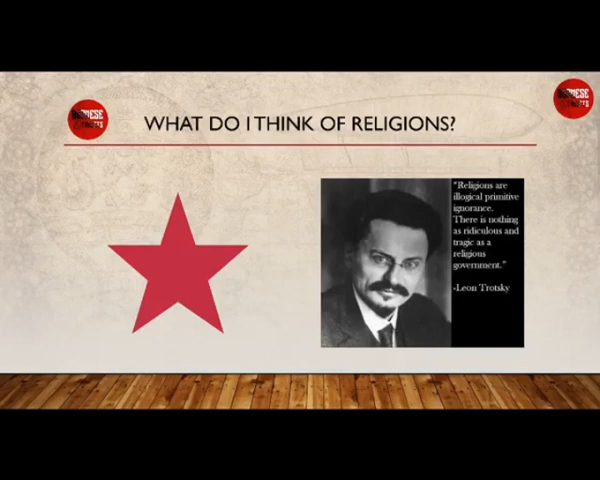 WHAT DO I THINK OF RELIGIONS?
"Religions are
illogical primitive
ignorance.
There is nothing
as ridiculous and
tragic as a
religious
government."
-Leon Trotsky